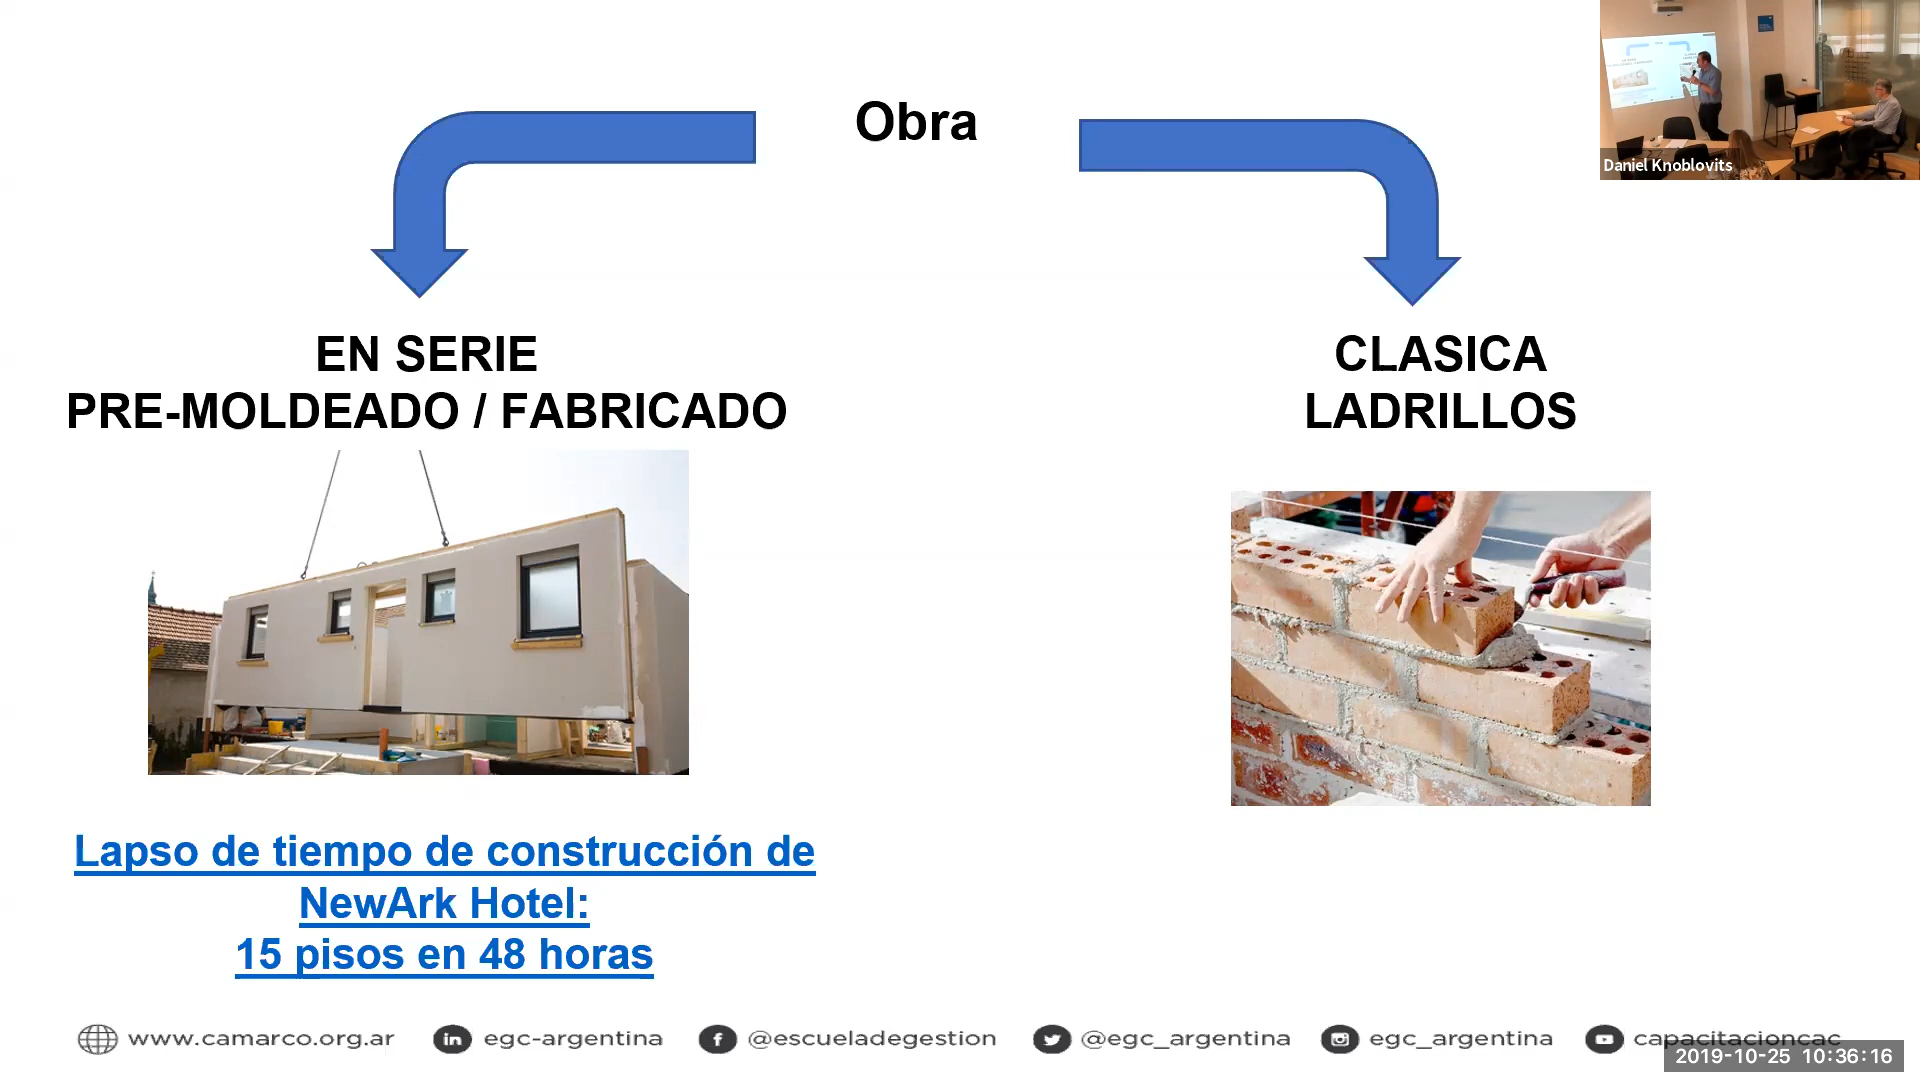 Obra
EN SERIE
PRE-MOLDEADO / FABRICADO
CLASICA
LADRILLOS
Lapso de tiempo de construcción de
NewArk Hotel:
15 pisos en 48 horas
www.camarco.org.ar
egc-argentina
@escueladegestion
@egc_argentina
egc_argentina
capacitacioncac
Daniel Knoblovits
2019-10-25 10:36:16